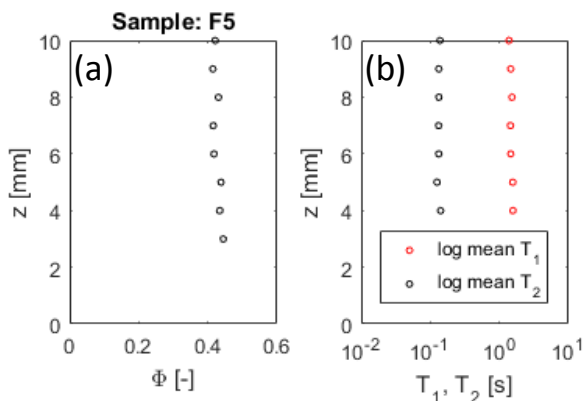 Sample: F5
(a)
z [mm]
10
8
6
4
2
0
0
0.2
0.4
0.6
Φ [-]
(b)
z [mm]
10
8
6
4
2
0
log mean T₁
log mean T₂
10⁻²
10⁻¹
10⁰
10¹
T₁, T₂ [s]